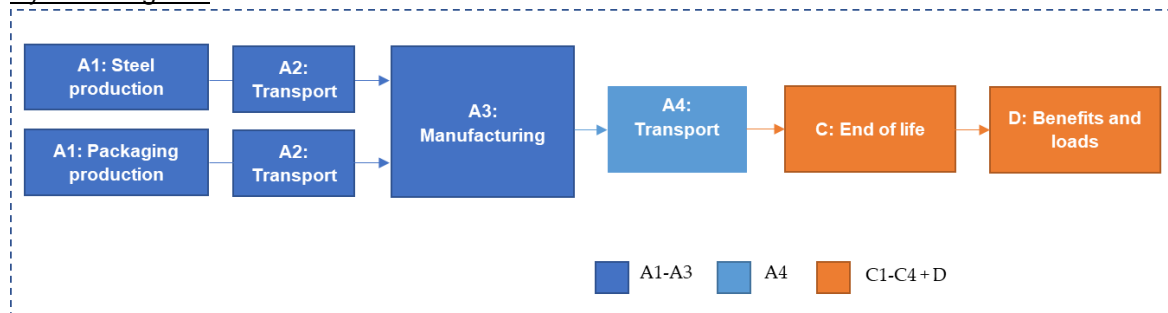 A1: Steel
production
A2:
Transport
A3:
Manufacturing
A4:
Transport
C: End of life
D: Benefits and
loads
A1: Packaging
production
A2:
Transport
A1-A3
A4
C1-C4 + D